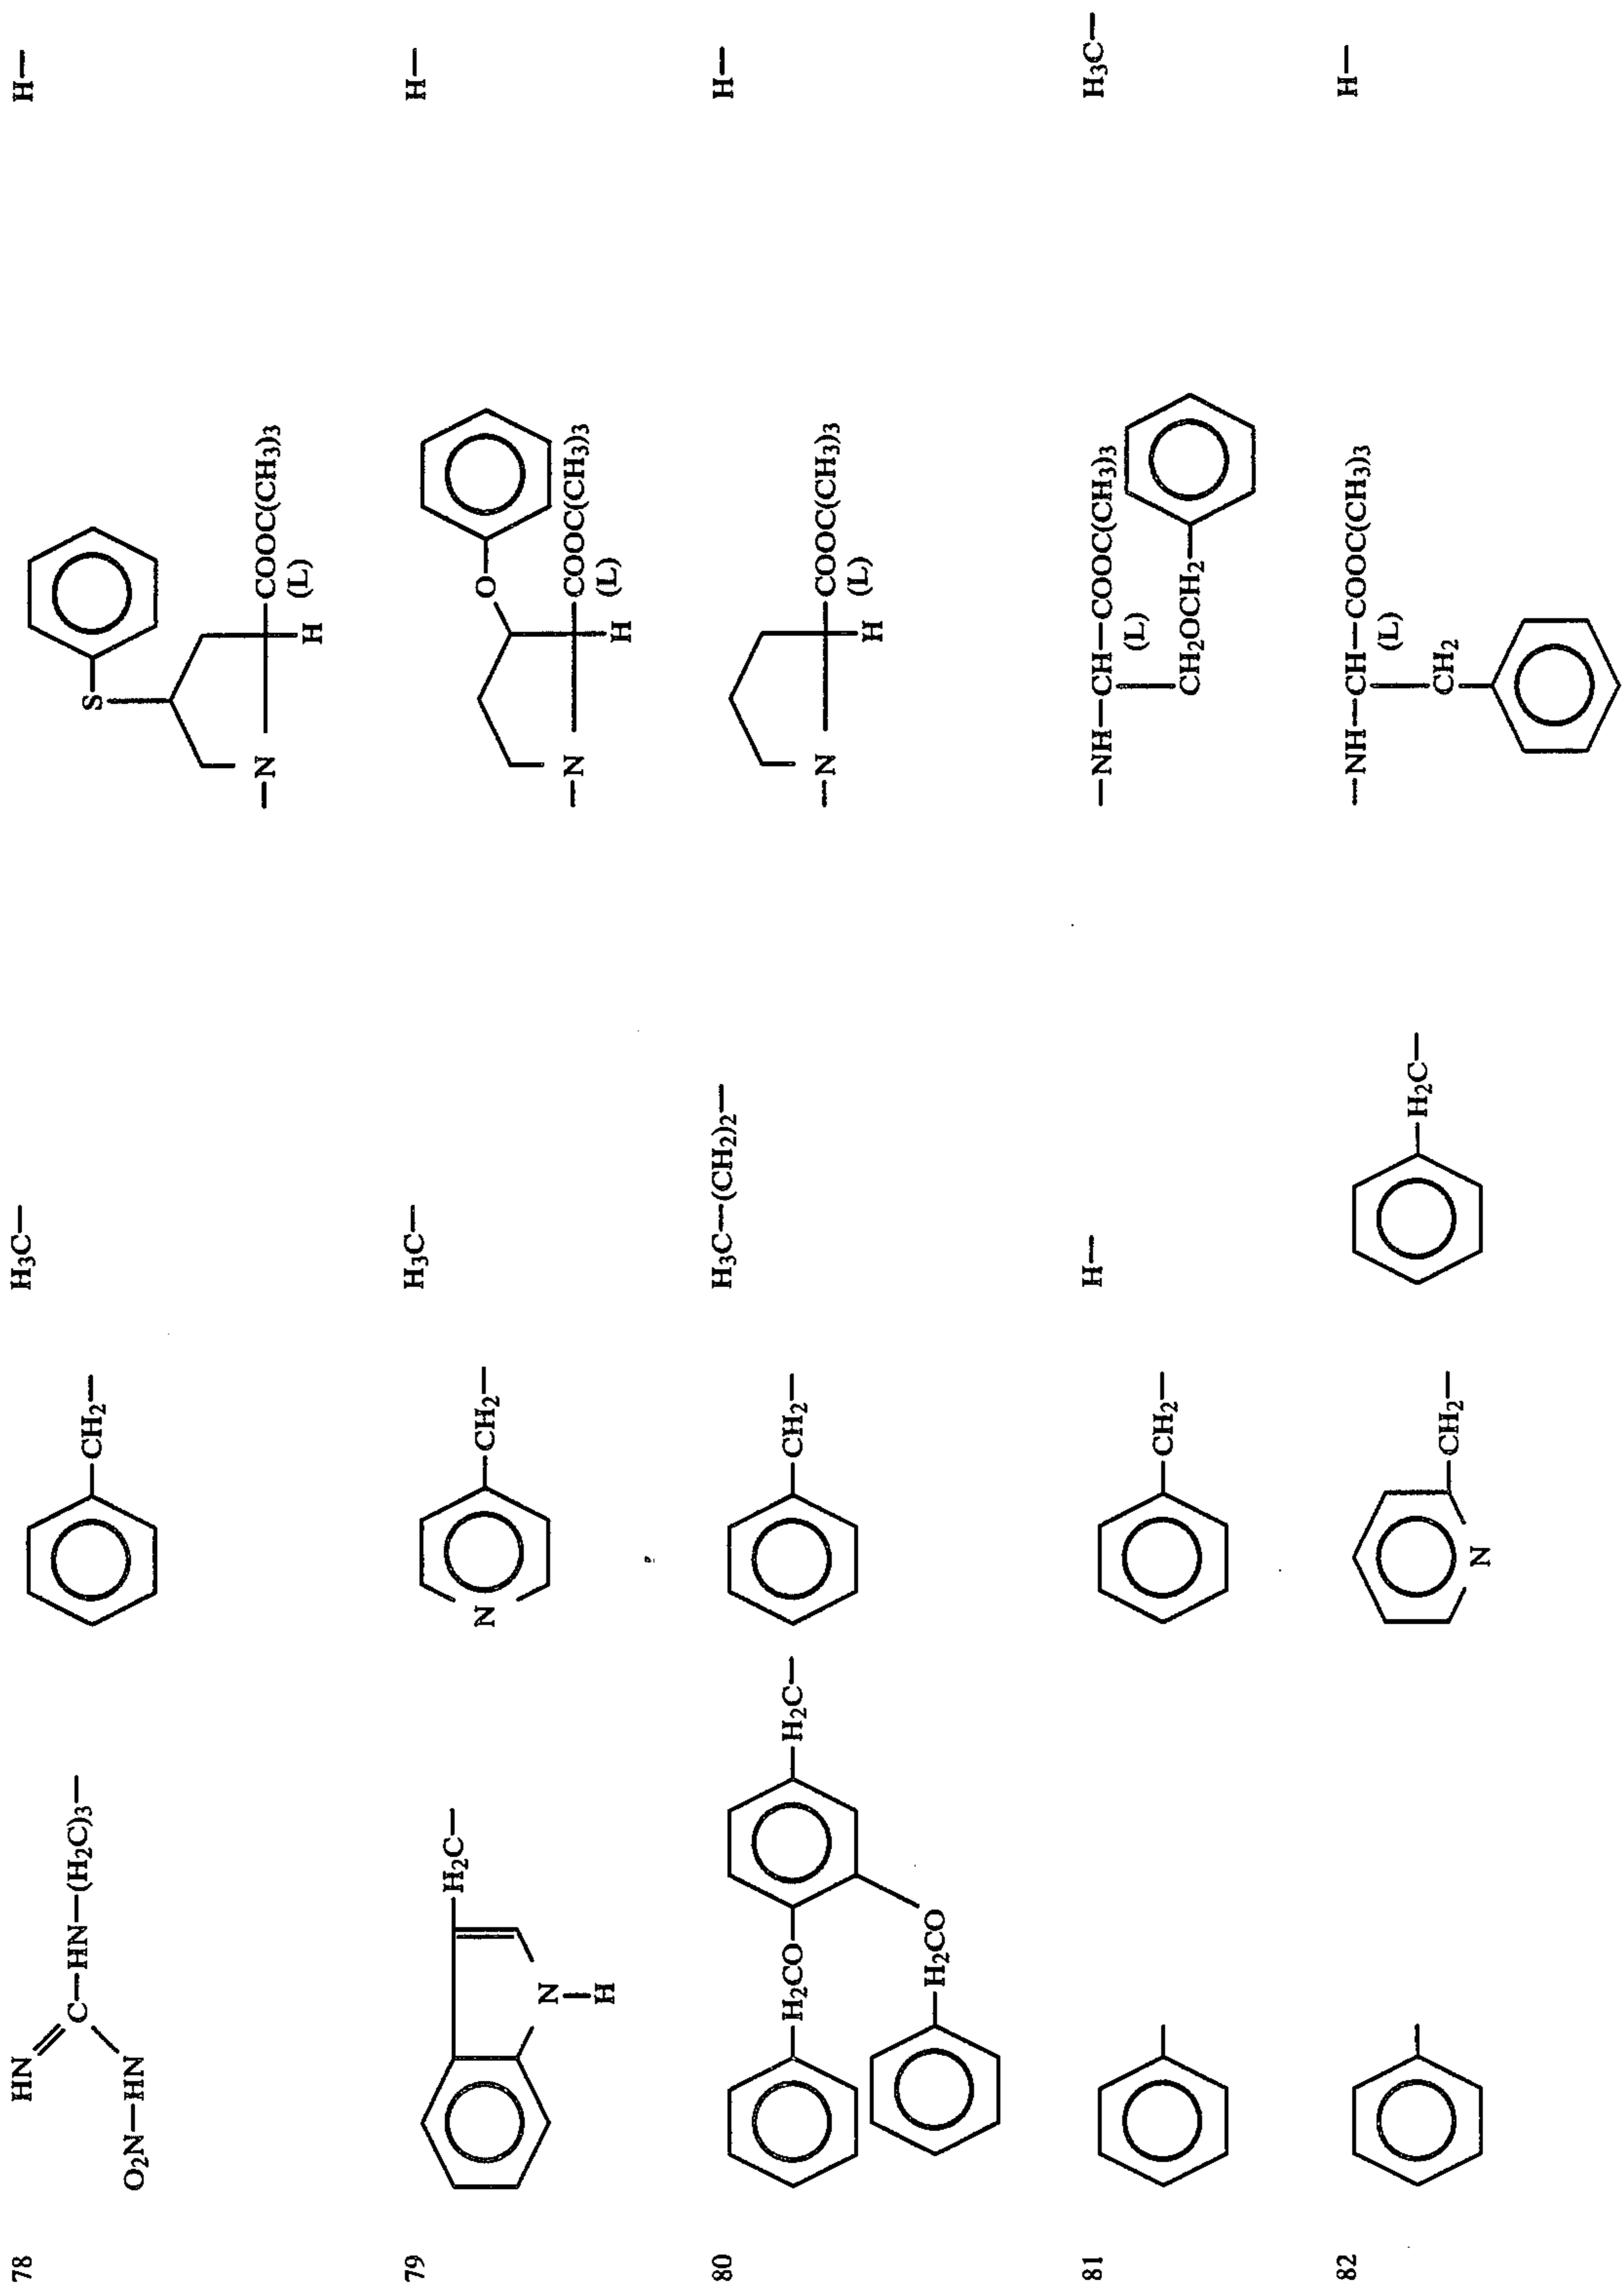 78
HN
C—HN—(H2C)3—
O2N—HN
CH2—
H3C—
S
—N
COOC(CH3)3
(L)
H
H—
79
H2C—
N
H
N
CH2—
H3C—
O
—N
COOC(CH3)3
(L)
H
H—
80
H2CO
H2CO
H2C—
CH2—
H3C—(CH2)2—
—N
COOC(CH3)3
(L)
H
H—
81
CH2—
H—
—NH—CH—COOC(CH3)3
(L)
CH2OCH2
H3C—
82
N
CH2—
H2C—
—NH—CH—COOC(CH3)3
(L)
CH2
H—